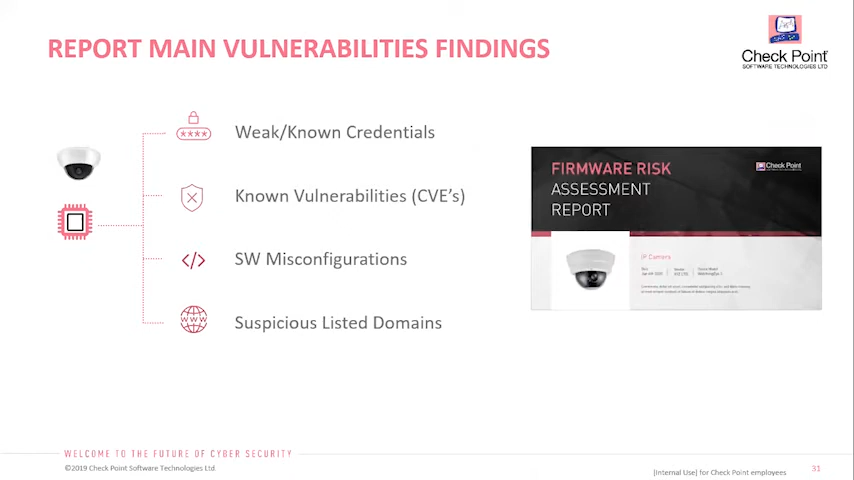 REPORT MAIN VULNERABILITIES FINDINGS
Check Point
SOFTWARE TECHNOLOGIES LTD
****
Weak/Known Credentials
Known Vulnerabilities (CVE's)
</>
SW Misconfigurations
WWW
Suspicious Listed Domains
FIRMWARE RISK
ASSESSMENT
REPORT
Check Point
IP Camera
WELCOME TO THE FUTURE OF CYBER SECURITY
©2019 Check Point Software Technologies Ltd.
[Internal Use] for Check Point employees
31